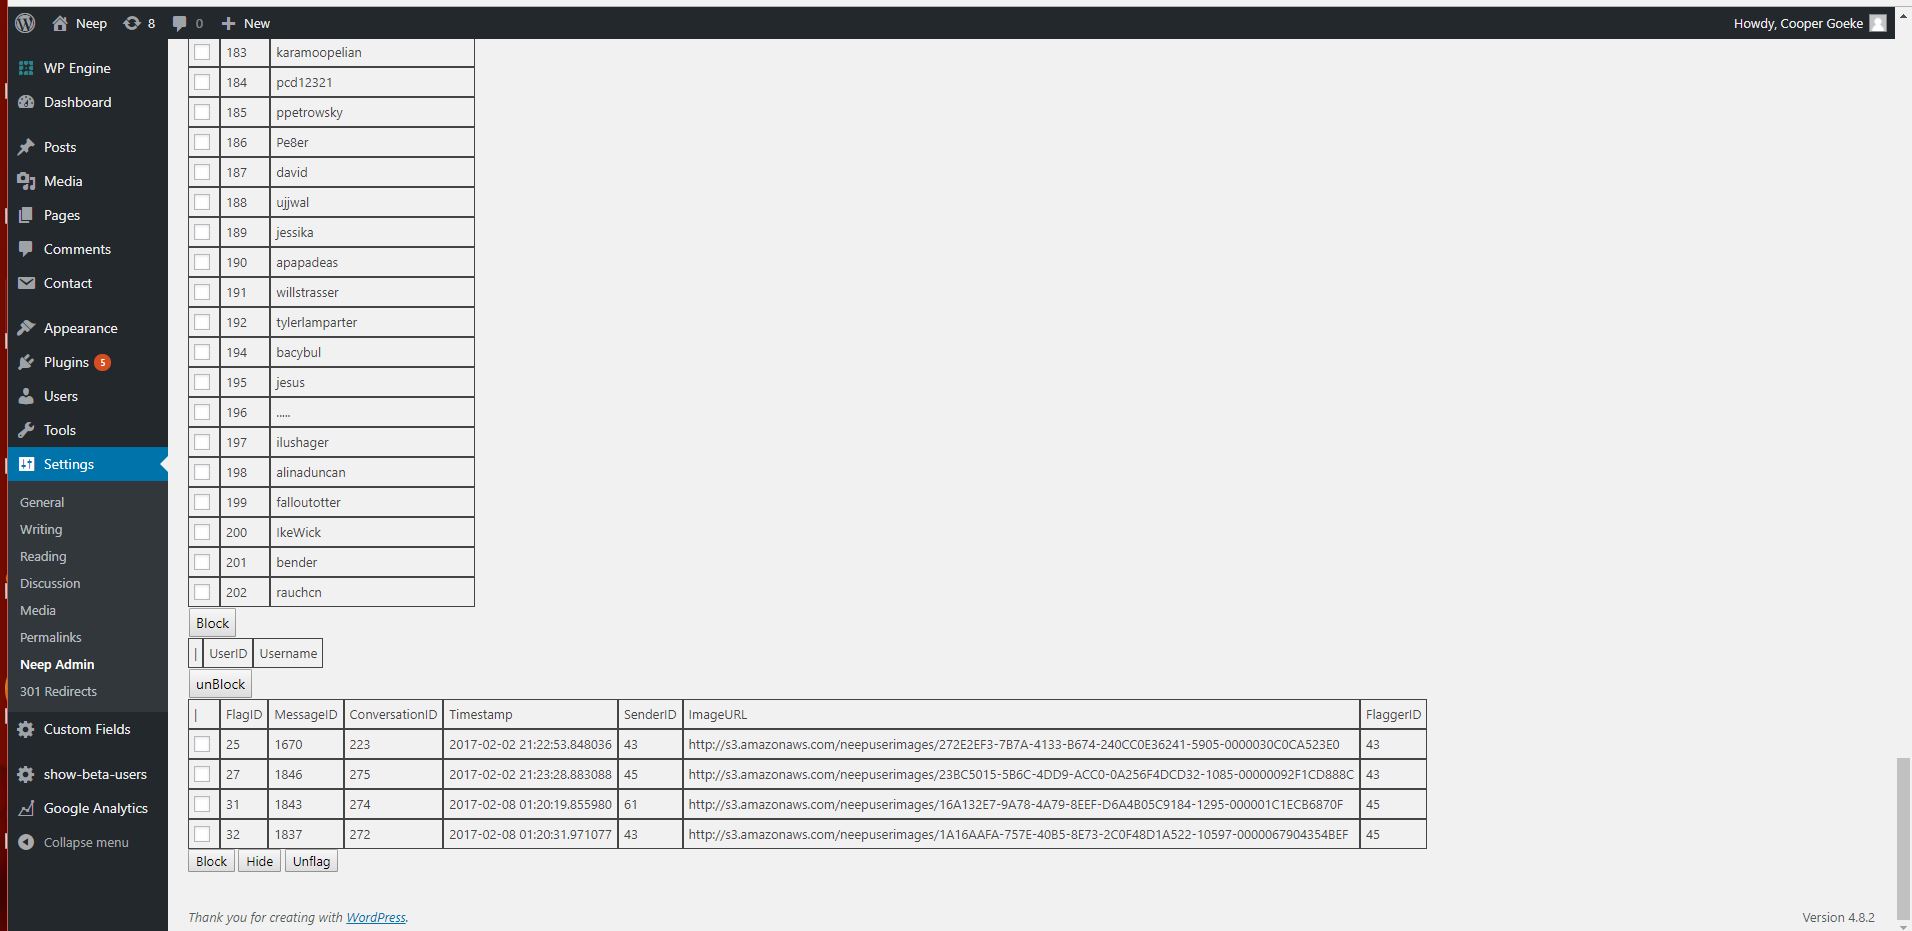 Neep 8 0 New Howdy, Cooper Goeke
WP Engine
Dashboard
Posts
Media
Pages
Comments
Contact
Appearance
Plugins 5
Users
Tools
Settings
General
Writing
Reading
Discussion
Media
Permalinks
Neep Admin
301 Redirects
Custom Fields
show-beta-users
Google Analytics
Collapse menu
183 karamoopelian
184 pcd12321
185 ppetrowsky
186 Pe8er
187 david
188 ujjwal
189 jessika
190 apapadeas
191 willstrasser
192 tylerlamparter
194 bacybul
195 jesus
196 .....
197 ilushager
198 alinaduncan
199 falloutotter
200 IkeWick
201 bender
202 rauchcn
Block
| UserID Username
unBlock
| FlagID MessageID ConversationID Timestamp SenderID ImageURL FlaggerID
25 1670 223 2017-02-02 21:22:53.848036 43 http://s3.amazonaws.com/neepuserimages/272E2EF3-7B7A-4133-B674-240CC0E36241-5905-0000030C0CA523E0 43
27 1846 275 2017-02-02 21:23:28.883088 45 http://s3.amazonaws.com/neepuserimages/23BC5015-5B6C-4DD9-ACC0-0A256F4DCD32-1085-00000092F1CD888C 43
31 1843 274 2017-02-08 01:20:19.855980 61 http://s3.amazonaws.com/neepuserimages/16A132E7-9A78-4A79-8EEF-D6A4B05C9184-1295-000001C1ECB6870F 45
32 1837 272 2017-02-08 01:20:31.971077 43 http://s3.amazonaws.com/neepuserimages/1A16AAFA-757E-40B5-8E73-2C0F48D1A522-10597-0000067904354BEF 45
Block Hide Unflag
Thank you for creating with WordPress. Version 4.8.2